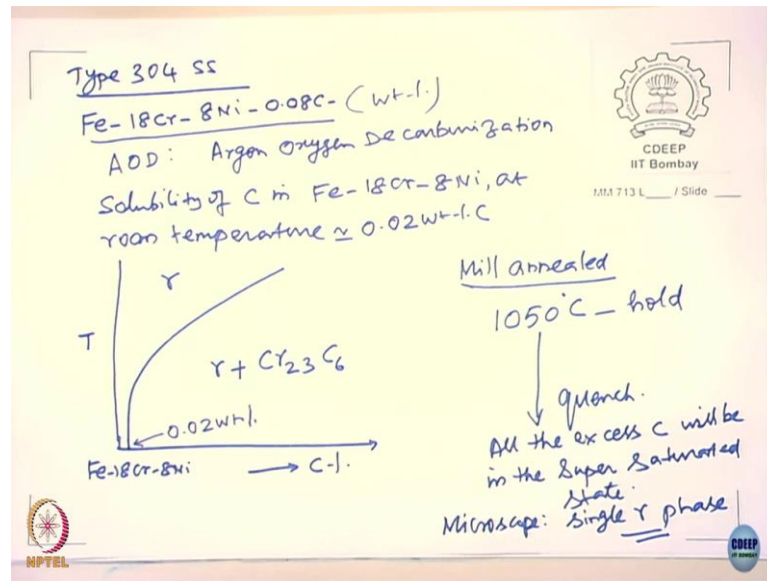 Type 304 SS
Fe-18Cr-8Ni-0.08C- (wt-%)
AOD: Argon Oxygen Decarbunization
Solubility of C in Fe-18Cr-8Ni, at
room temperature ≃ 0.02wt-%C
γ
T
γ + Cr23C6
0.02wt%
Fe-18Cr-8Ni → C-%
Mill annealed
1050°C - hold
quench.
All the excess C will be
in the Super Saturated
State.
Microscope: Single γ phase
CDEEP
IIT Bombay
MM 713 L___ / Slide ___
NPTEL
CDEEP
IIT BOMBAY